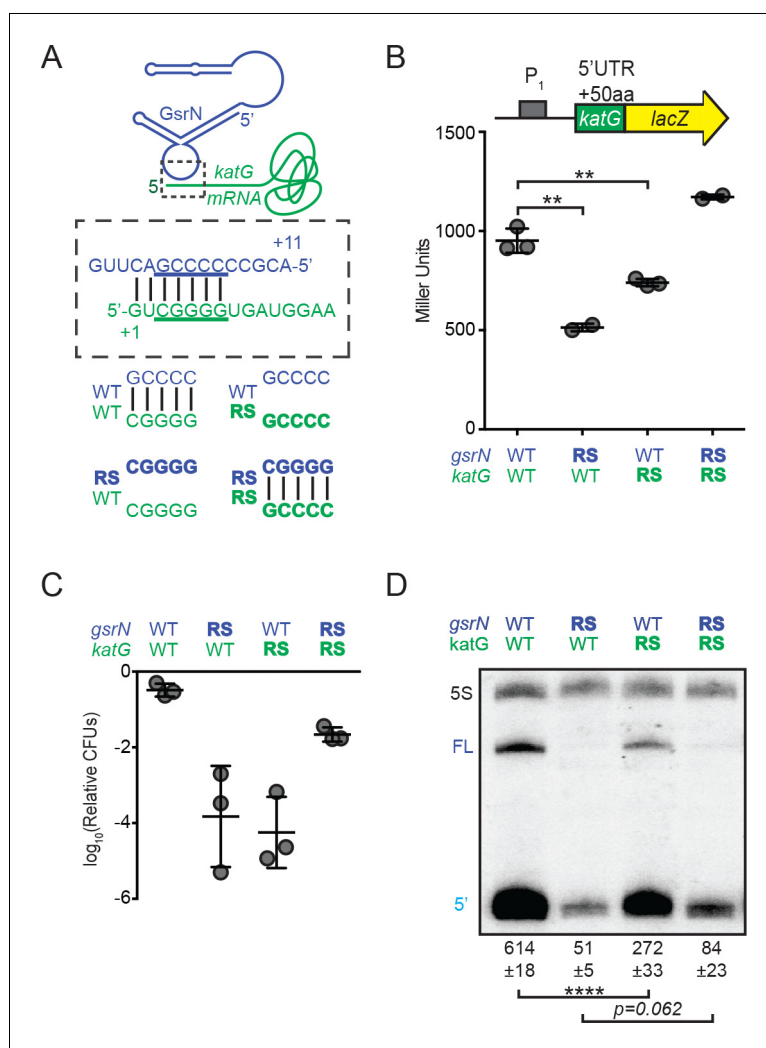 A
GsrN
5'
5'
katG
mRNA
+11
GUUCAGCCCCCCGCA-5'
5'-GUCGGGGUGAUGGAA
+1
WT GCCCC
WT CGGGG
WT GCCCC
RS GCCCC
RS CGGGG
WT CGGGG
RS CGGGG
RS GCCCC
B
P1
5'UTR
+50aa
katG lacZ
1500
1000
500
0
Miller Units
**
**
gsrN WT RS WT RS
katG WT WT RS RS
C
gsrN WT RS WT RS
katG WT WT RS RS
0
-2
-4
-6
log10(Relative CFUs)
D
gsrN WT RS WT RS
katG WT WT RS RS
5S
FL
5'
614 51 272 84
±18 ±5 ±33 ±23
****
p=0.062